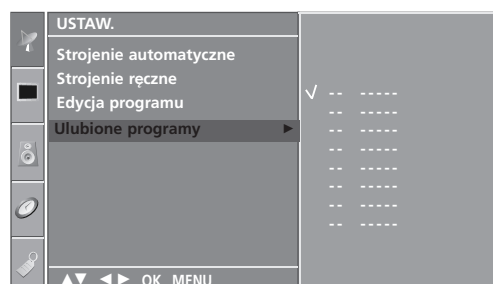 USTAW.
Strojenie automatyczne
Strojenie ręczne
Edycja programu
Ulubione programy ►
√ -- -----
-- -----
-- -----
-- -----
-- -----
-- -----
-- -----
-- -----
▲▼ ◄► OK MENU